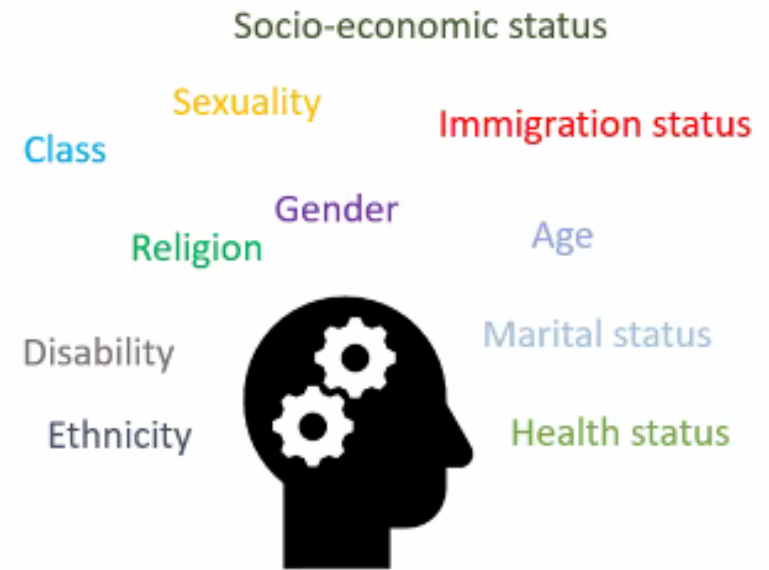 Socio-economic status
Sexuality
Immigration status
Class
Gender
Religion
Age
Marital status
Disability
Ethnicity
Health status